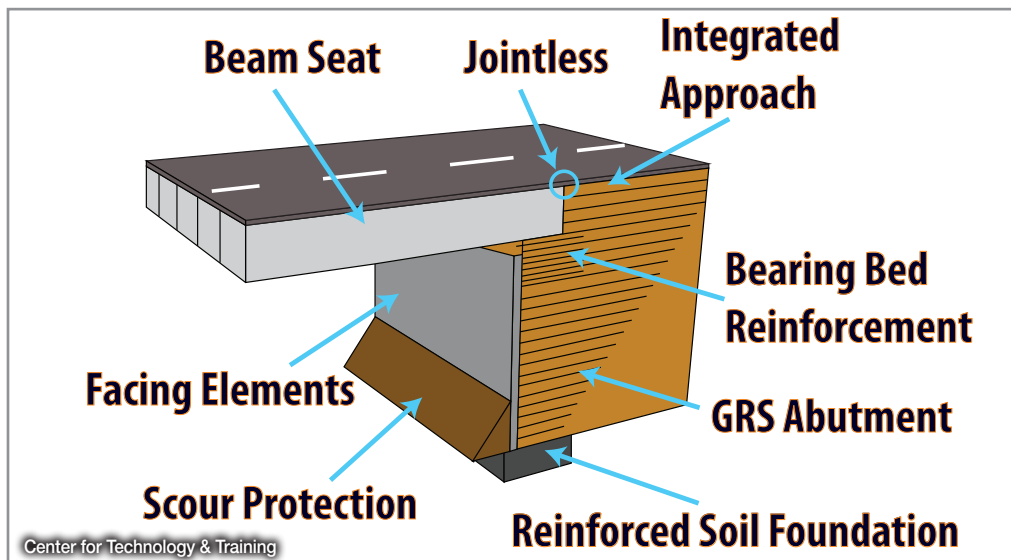 Beam Seat
Jointless
Integrated
Approach
Bearing Bed
Reinforcement
Facing Elements
GRS Abutment
Scour Protection
Reinforced Soil Foundation
Center for Technology & Training